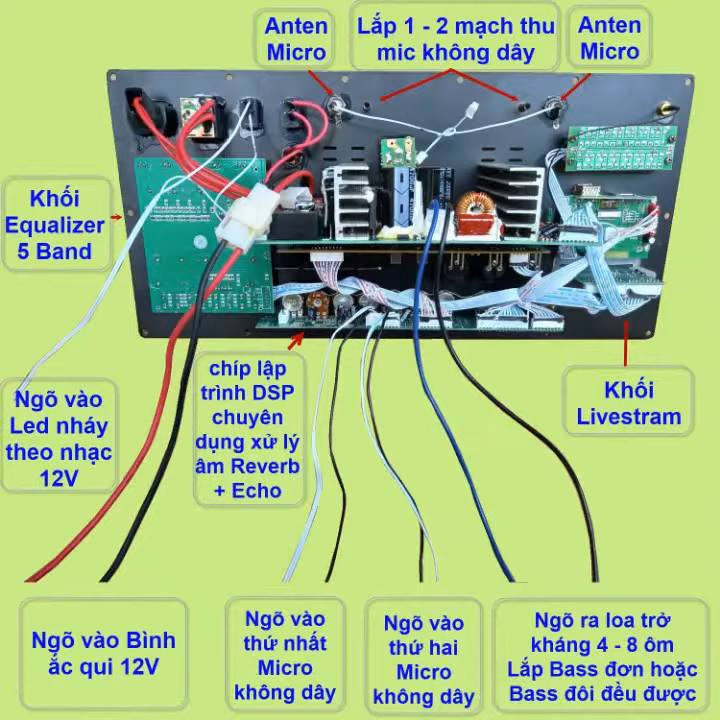 Anten
Micro
Lắp 1 - 2 mạch thu
mic không dây
Anten
Micro
Khối
Equalizer
5 Band
Ngõ vào
Led nháy
theo nhạc
12V
chíp lập
trình DSP
chuyên
dụng xử lý
âm Reverb
+ Echo
Khối
Livestram
Ngõ vào Bình
ắc qui 12V
Ngõ vào
thứ nhất
Micro
không dây
Ngõ vào
thứ hai
Micro
không dây
Ngõ ra loa trở
kháng 4 - 8 ôm
Lắp Bass đơn hoặc
Bass đôi đều được